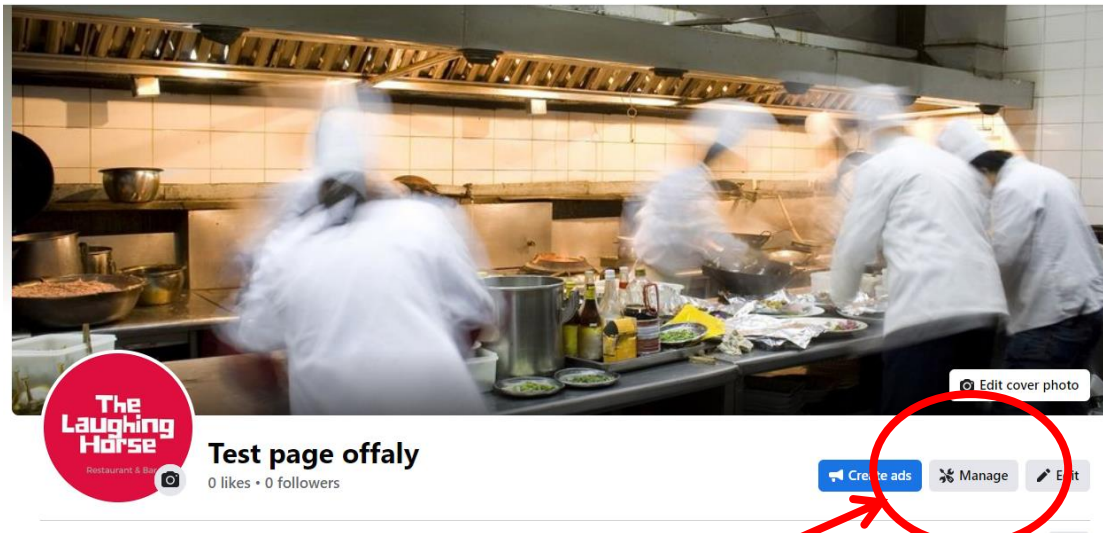 Edit cover photo
The
Laughing
Horse
Restaurant & Bar
Test page offaly
0 likes • 0 followers
Create ads
Manage
Edit